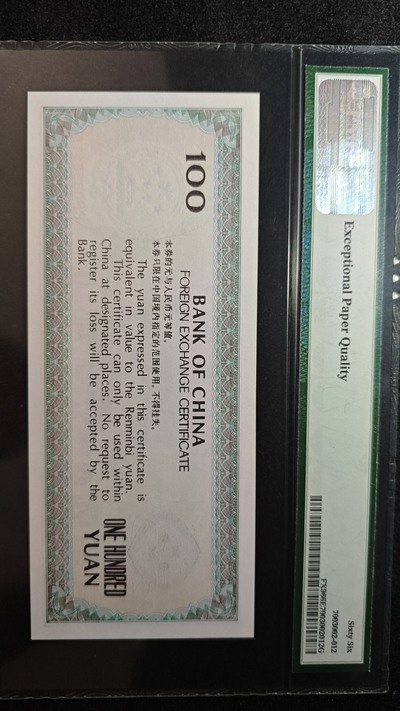 Exceptional Paper Quality
Sixty Six
7003002-012
100
BANK OF CHINA
FOREIGN EXCHANGE CERTIFICATE
本券的元与人民币元等值。
本券只限在中国境内指定的范围使用，不得挂失。
The yuan expressed in this certificate is
equivalent in value to the Renminbi yuan.
This certificate can only be used within
China at designated places. No request to
register its loss will be accepted by the
Bank.
ONE HUNDRED
YUAN